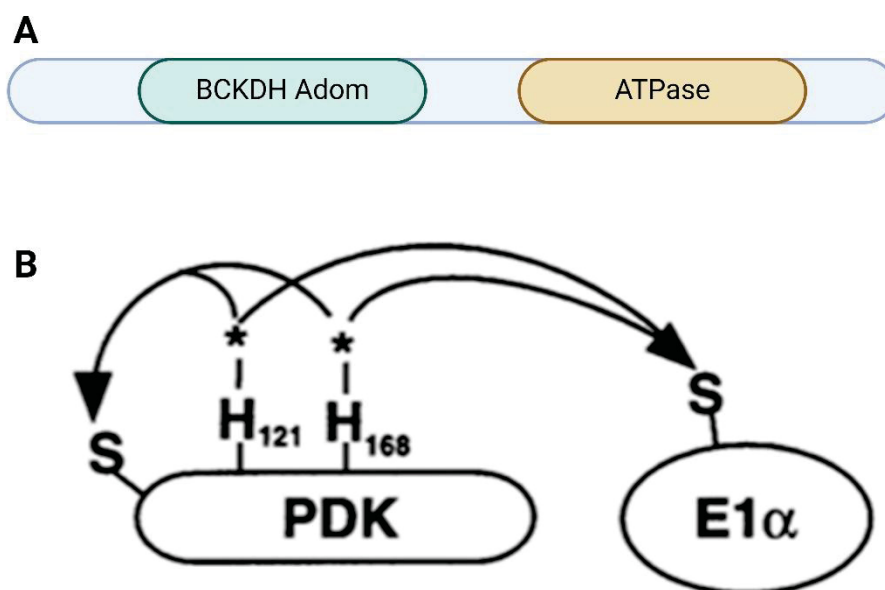 A
BCKDH Adom
ATPase
B
* *
H121 H168
S
S
PDK
E1α